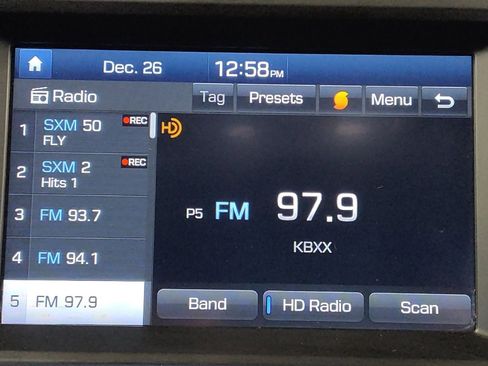 Dec. 26 12:58PM
Radio Tag Presets Menu
1 SXM 50 REC
FLY
2 SXM 2 REC
Hits 1
3 FM 93.7
4 FM 94.1
5 FM 97.9
HD
P5 FM 97.9
KBXX
Band HD Radio Scan